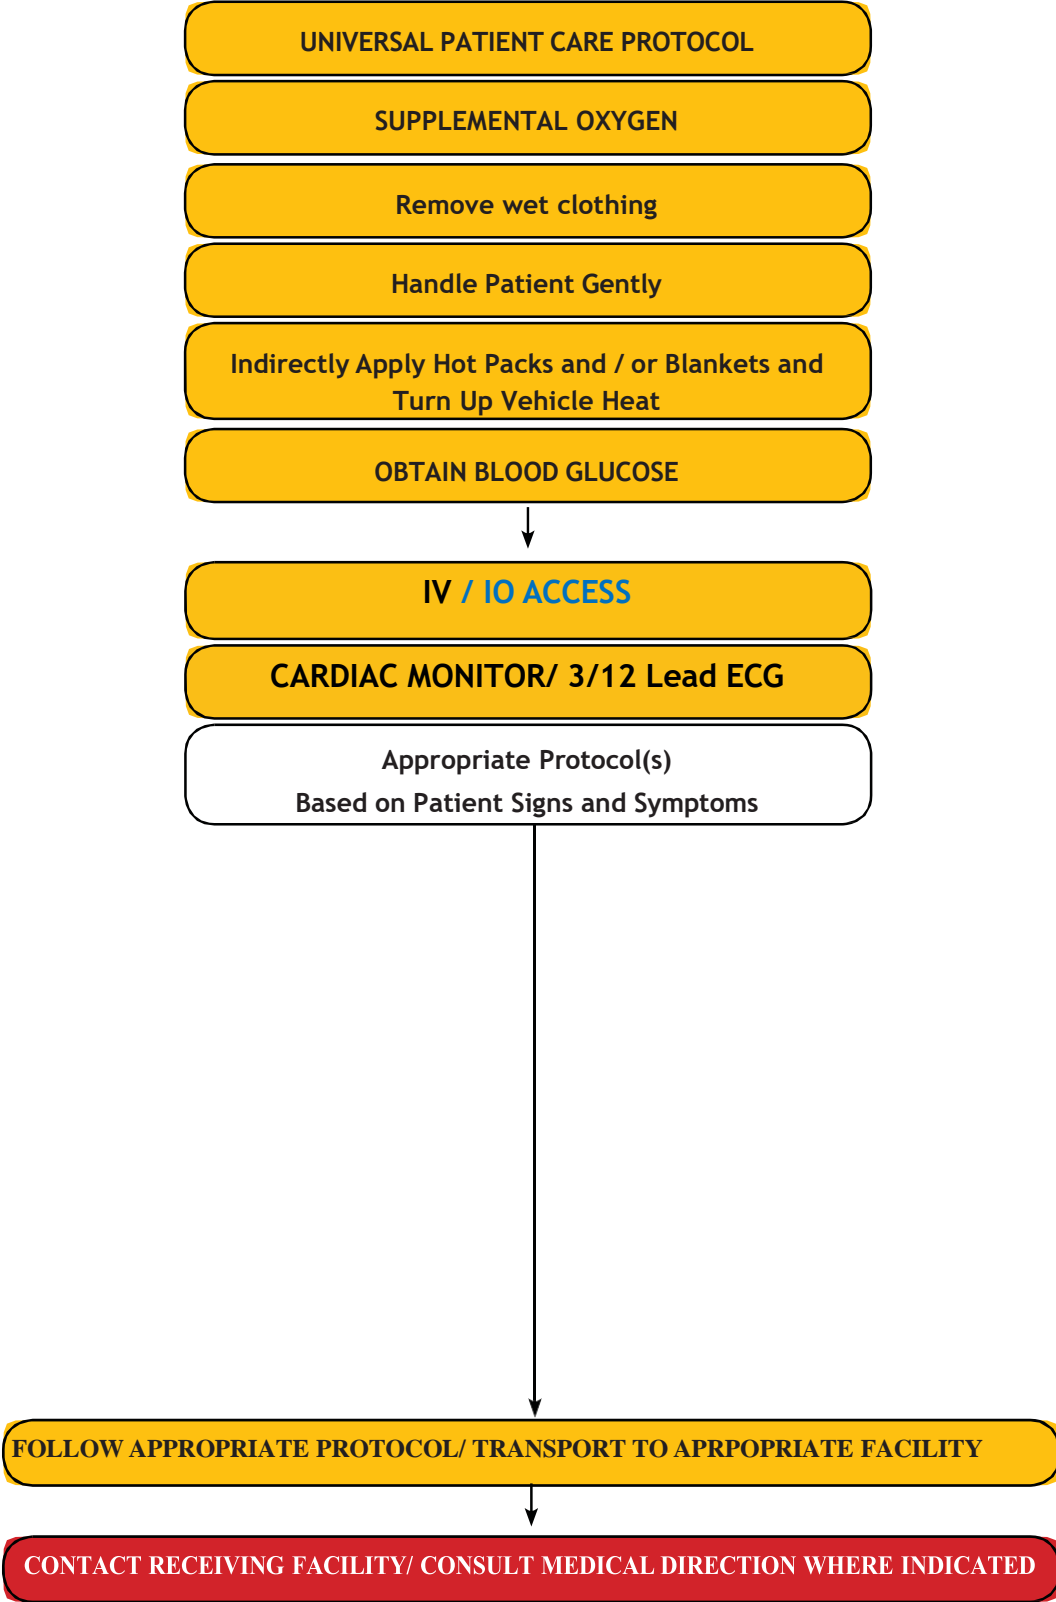 UNIVERSAL PATIENT CARE PROTOCOL
SUPPLEMENTAL OXYGEN
Remove wet clothing
Handle Patient Gently
Indirectly Apply Hot Packs and / or Blankets and
Turn Up Vehicle Heat
OBTAIN BLOOD GLUCOSE
IV / IO ACCESS
CARDIAC MONITOR/ 3/12 Lead ECG
Appropriate Protocol(s)
Based on Patient Signs and Symptoms
FOLLOW APPROPRIATE PROTOCOL/ TRANSPORT TO APRPOPRIATE FACILITY
CONTACT RECEIVING FACILITY/ CONSULT MEDICAL DIRECTION WHERE INDICATED